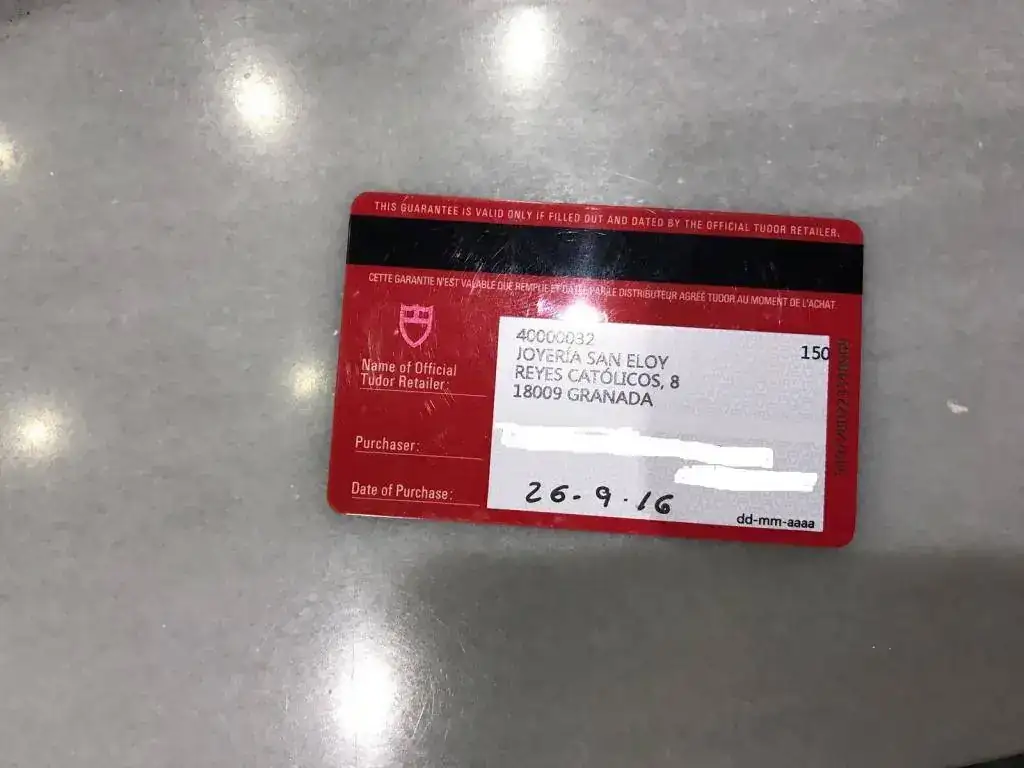 THIS GUARANTEE IS VALID ONLY IF FILLED OUT AND DATED BY THE OFFICIAL TUDOR RETAILER.
CETTE GARANTIE N'EST VALABLE QUE REMPLIE ET DATÉE PAR LE DISTRIBUTEUR AGRÉÉ TUDOR AU MOMENT DE L'ACHAT
40000032
150
JOYERÍA SAN ELOY
REYES CATÓLICOS, 8
18009 GRANADA
Name of Official
Tudor Retailer:
Purchaser:
Date of Purchase:
26-9-16
dd-mm-aaaa